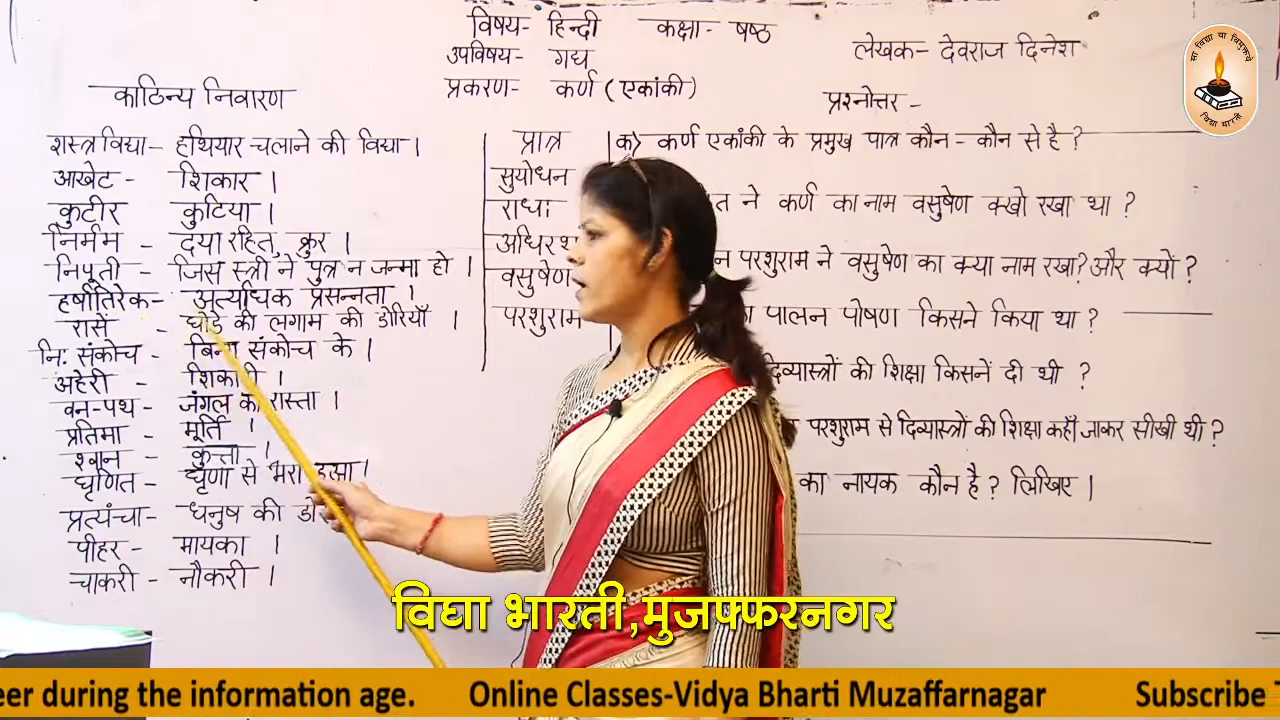 विषय- हिन्दी कक्षा- षष्ठ
उपविषय- गद्य
प्रकरण- कर्ण (एकांकी)
लेखक- देवराज दिनेश
काठिन्य निवारण
शस्त्र विद्या- हथियार चलाने की विद्या।
आखेट - शिकार।
कुटीर कुटिया।
निर्मम - दया रहित, क्रुर।
निपूती - जिस स्त्री ने पुत्र न जन्मा हो।
हर्षातिरेक- अत्यधिक प्रसन्नता।
रासें - घोड़े की लगाम की डोरियाँ।
नि: संकोच - बिना संकोच के।
अहेरी - शिकारी।
वन-पथ - जंगल का रास्ता।
प्रतिमा - मूर्ति।
श्वान - कुत्ता।
घृणित - घृणा से भरा हुआ।
प्रत्यंचा- धनुष की
पीहर - मायका।
चाकरी - नौकरी।
पात्र
सुयोधन
राधा
अधिरथ
वसुषेण
परशुराम
प्रश्नोत्तर -
क) कर्ण एकांकी के प्रमुख पात्र कौन-कौन से है?
ने कर्ण का नाम वसुषेण क्यो रखा था?
परशुराम ने वसुषेण का क्या नाम रखा? और क्यों?
पालन पोषण किसने किया था?
दिव्यास्त्रों की शिक्षा किसनें दी थी?
परशुराम से दिव्यास्त्रों की शिक्षा कहाँ जाकर सीखी थी?
का नायक कौन है? लिखिए।
सा विद्या या विमुक्तये
विद्या भारती
विद्या भारती,मुजफ्फरनगर
eer during the information age. Online Classes-Vidya Bharti Muzaffarnagar Subscribe